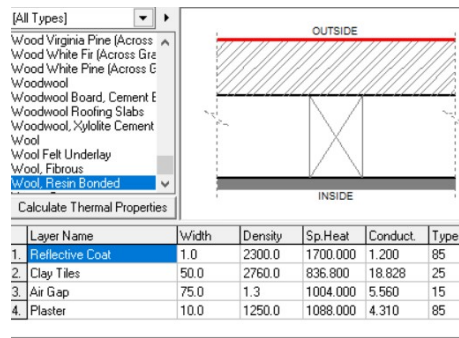 [All Types]
Wood Virginia Pine (Across
Wood White Fir (Across Gra
Wood White Pine (Across G
Woodwool
Woodwool Board, Cement B
Woodwool Roofing Slabs
Woodwool, Xylolite Cement
Wool
Wool Felt Underlay
Wool, Fibrous
Wool, Resin Bonded
Calculate Thermal Properties
OUTSIDE
INSIDE
Layer Name Width Density Sp.Heat Conduct. Type
1. Reflective Coat 1.0 2300.0 1700.000 1.200 85
2. Clay Tiles 50.0 2760.0 836.800 18.828 25
3. Air Gap 75.0 1.3 1004.000 5.560 15
4. Plaster 10.0 1250.0 1088.000 4.310 85